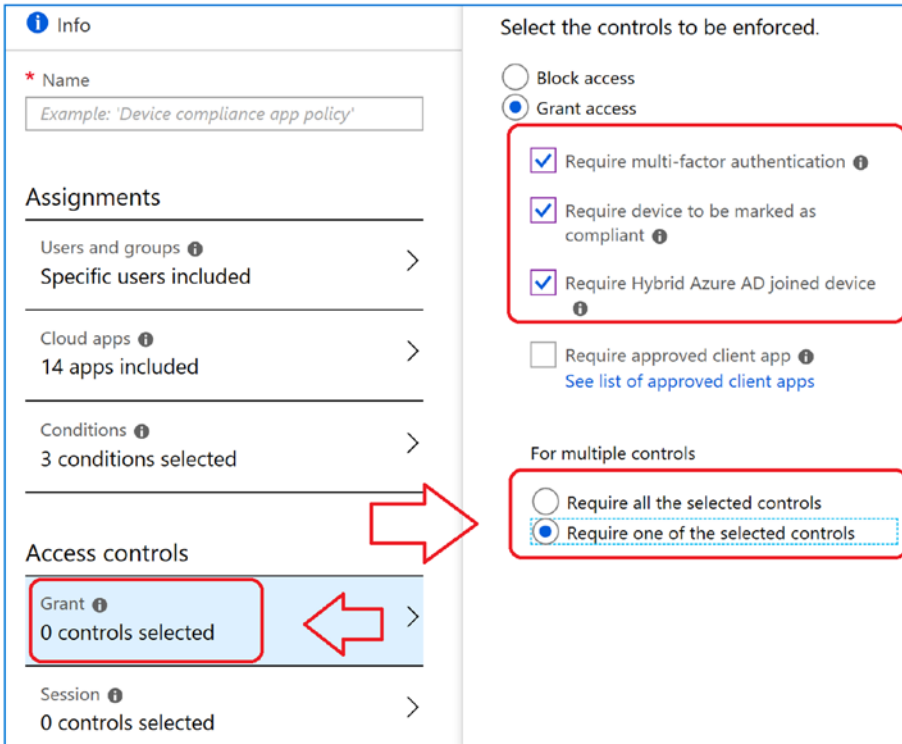 Info
* Name
Example: 'Device compliance app policy'
Assignments
Users and groups
Specific users included
Cloud apps
14 apps included
Conditions
3 conditions selected
Access controls
Grant
0 controls selected
Session
0 controls selected
Select the controls to be enforced.
Block access
Grant access
Require multi-factor authentication
Require device to be marked as
compliant
Require Hybrid Azure AD joined device
Require approved client app
See list of approved client apps
For multiple controls
Require all the selected controls
Require one of the selected controls